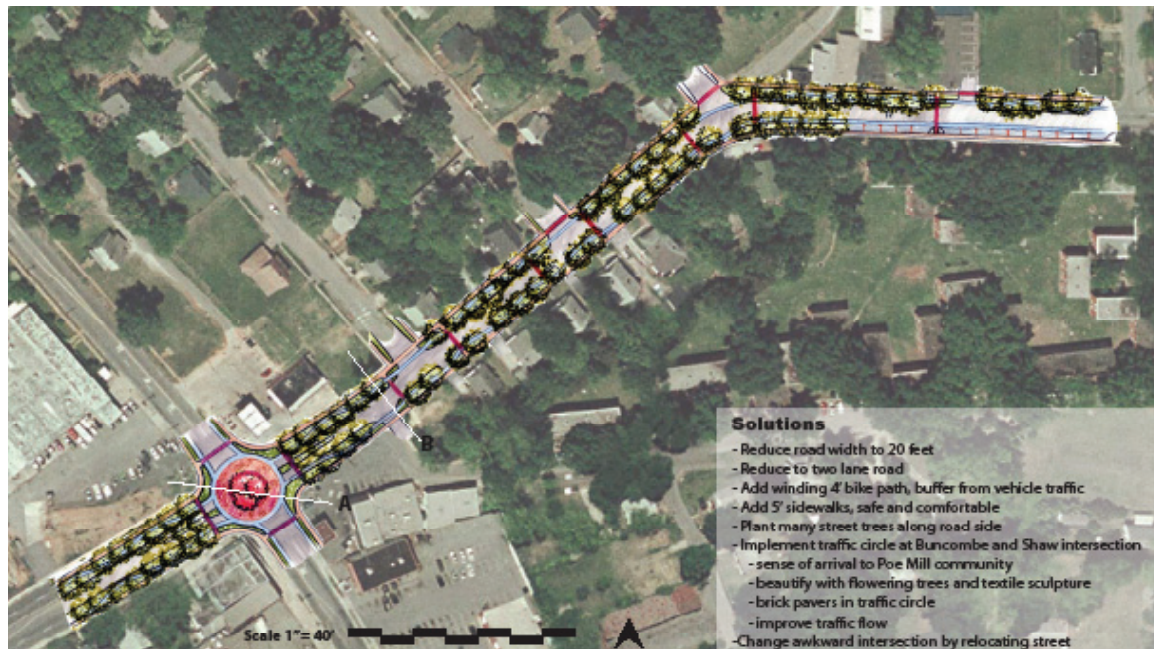 B
A
Scale 1"= 40'
Solutions
- Reduce road width to 20 feet
- Reduce to two lane road
- Add winding 4' bike path, buffer from vehicle traffic
- Add 5' sidewalks, safe and comfortable
- Plant many street trees along road side
- Implement traffic circle at Buncombe and Shaw intersection
- sense of arrival to Poe Mill community
- beautify with flowering trees and textile sculpture
- brick pavers in traffic circle
- improve traffic flow
-Change awkward intersection by relocating street